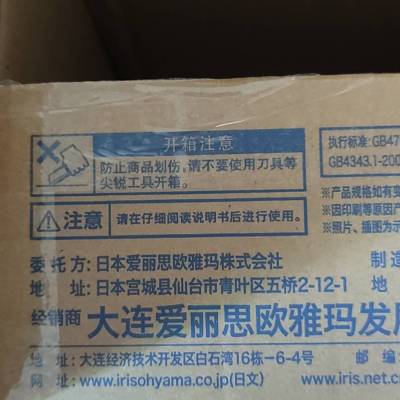 开箱注意
防止商品划伤。请不要使用刀具等
尖锐工具开箱。
注意
请在仔细阅读说明书后进行使用。
执行标准:GB47
GB4343.1-200
※产品规格如有变
※因印刷等原因产
※照片、插图为示
委托方:日本爱丽思欧雅玛株式会社
制造
地 址:日本宫城县仙台市青叶区五桥2-12-1
地
经销商 大连爱丽思欧雅玛发展
地 址:大连经济技术开发区白石湾16栋-6-4号
邮 编:
网 址:www.irisohyama.co.jp(日文)
www.iris.net.cn